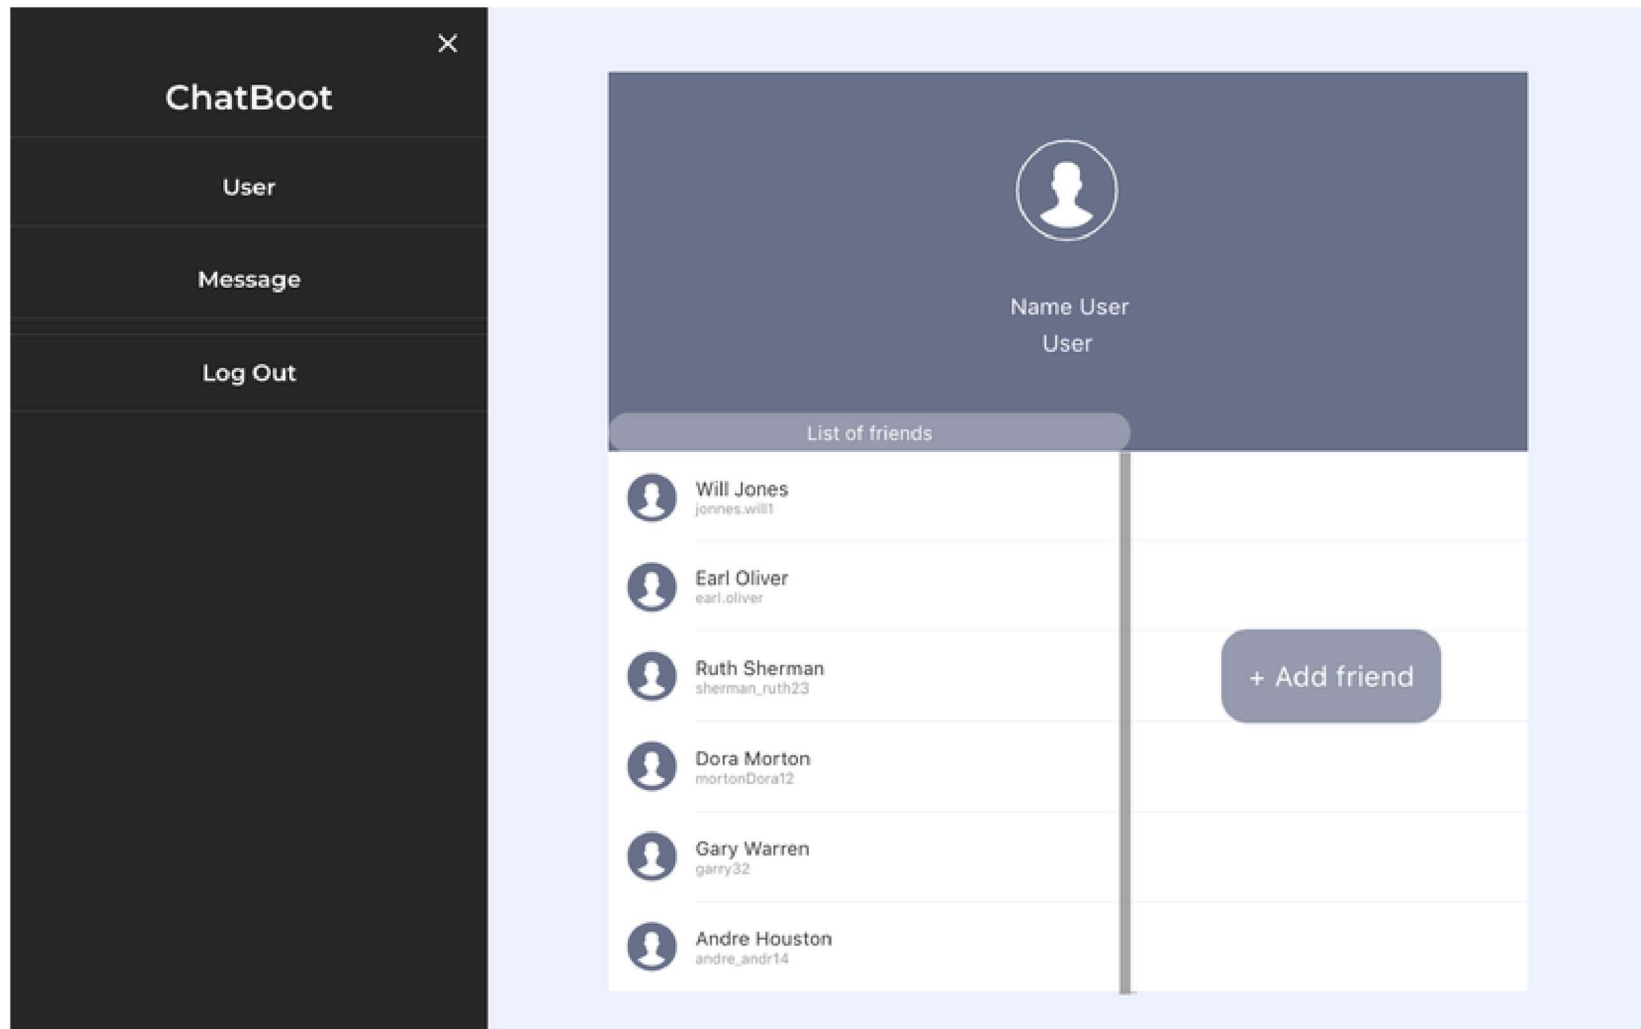 ChatBoot
User
Message
Log Out
Name User
User
List of friends
Will Jones
jonnes.will1
Earl Oliver
earl.oliver
Ruth Sherman
sherman_ruth23
Dora Morton
mortonDora12
Gary Warren
garry32
Andre Houston
andre_andr14
+ Add friend